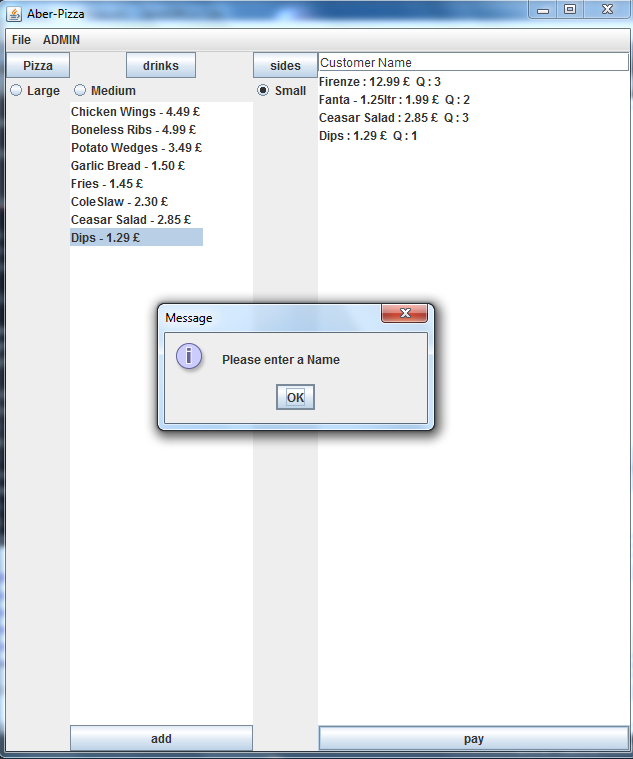 Aber-Pizza
File ADMIN
Pizza drinks sides
Large Medium Small
Chicken Wings - 4.49 £
Boneless Ribs - 4.99 £
Potato Wedges - 3.49 £
Garlic Bread - 1.50 £
Fries - 1.45 £
ColeSlaw - 2.30 £
Ceasar Salad - 2.85 £
Dips - 1.29 £
Customer Name
Firenze : 12.99 £ Q : 3
Fanta - 1.25ltr : 1.99 £ Q : 2
Ceasar Salad : 2.85 £ Q : 3
Dips : 1.29 £ Q : 1
Message
Please enter a Name
OK
add pay